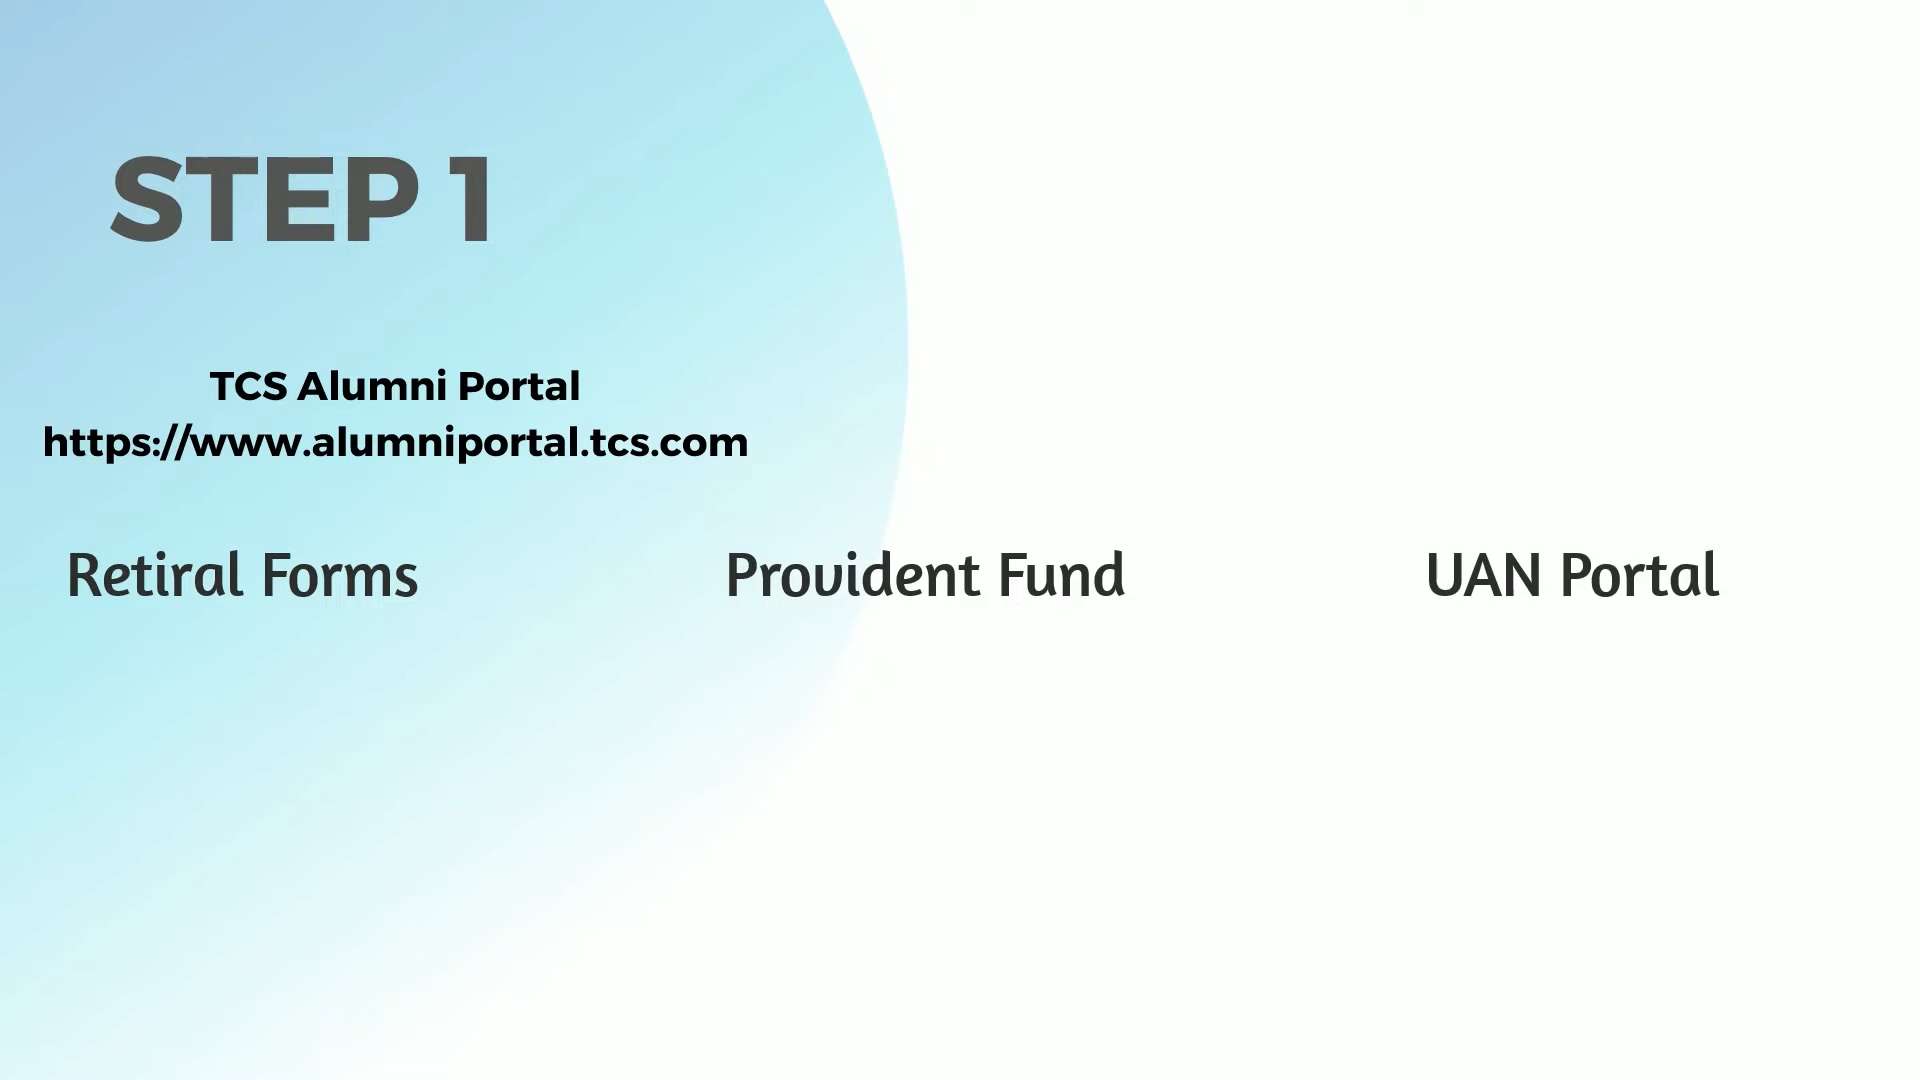 STEP 1
TCS Alumni Portal
https://www.alumniportal.tcs.com
Retiral Forms
Provident Fund
UAN Portal